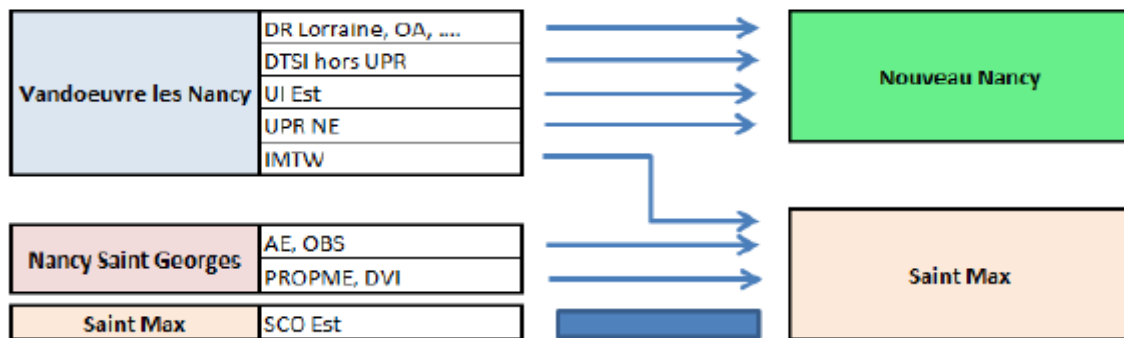 DR Lorraine, OA, ....
DTSI hors UPR
Vandoeuvre les Nancy
UI Est
UPR NE
IMTW
Nouveau Nancy
AE, OBS
Nancy Saint Georges
PROPME, DVI
Saint Max
SCO Est
Saint Max